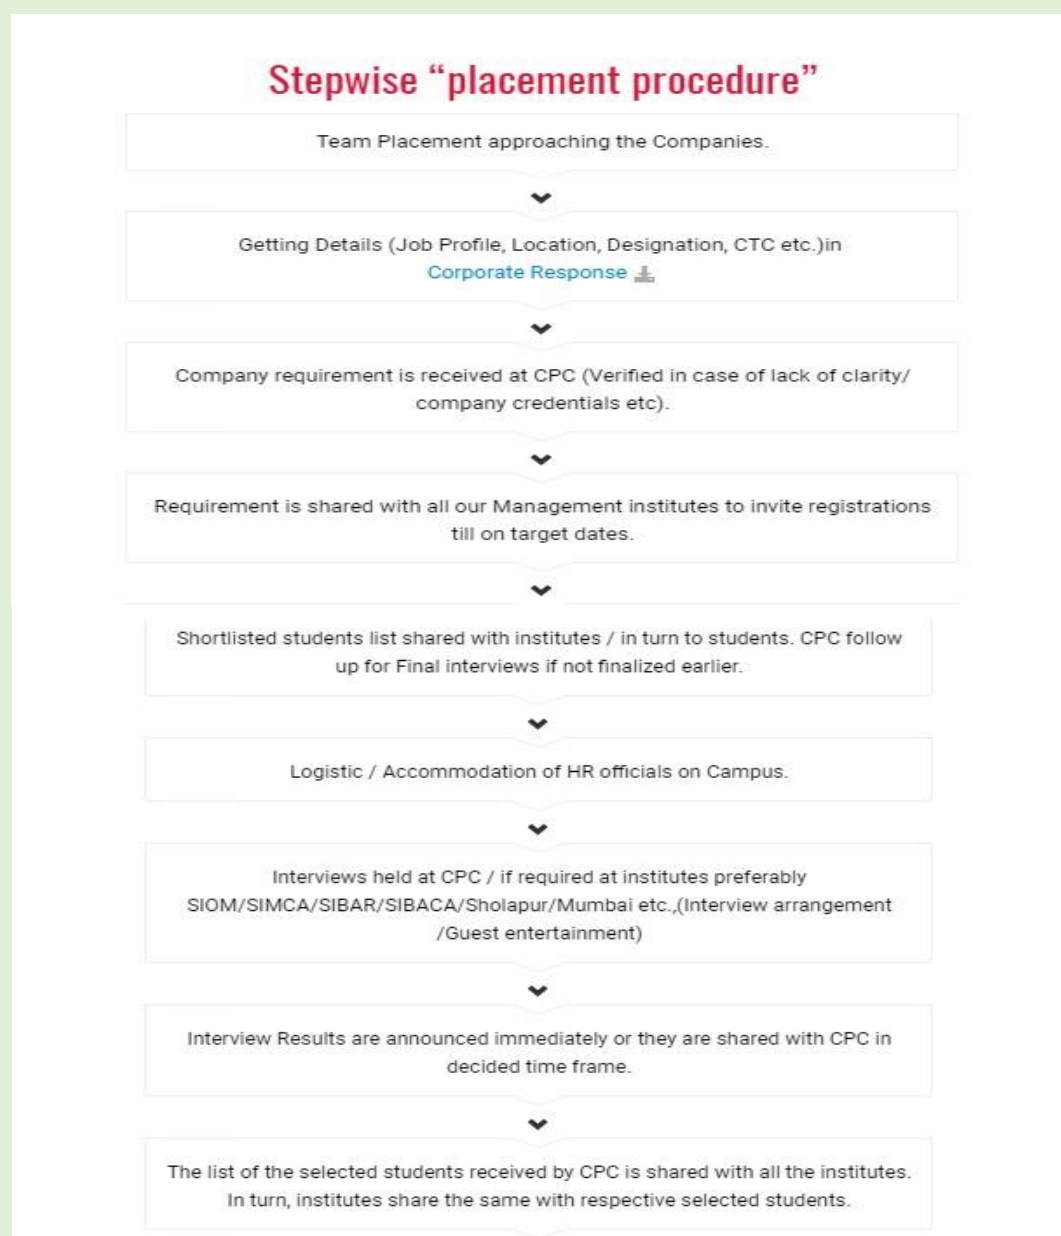 Stepwise “placement procedure”
Team Placement approaching the Companies.
Getting Details (Job Profile, Location, Designation, CTC etc.)in
Corporate Response
Company requirement is received at CPC (Verified in case of lack of clarity/
company credentials etc).
Requirement is shared with all our Management institutes to invite registrations
till on target dates.
Shortlisted students list shared with institutes / in turn to students. CPC follow
up for Final interviews if not finalized earlier.
Logistic / Accommodation of HR officials on Campus.
Interviews held at CPC / if required at institutes preferably
SIOM/SIMCA/SIBAR/SIBACA/Sholapur/Mumbai etc.,(Interview arrangement
/Guest entertainment)
Interview Results are announced immediately or they are shared with CPC in
decided time frame.
The list of the selected students received by CPC is shared with all the institutes.
In turn, institutes share the same with respective selected students.